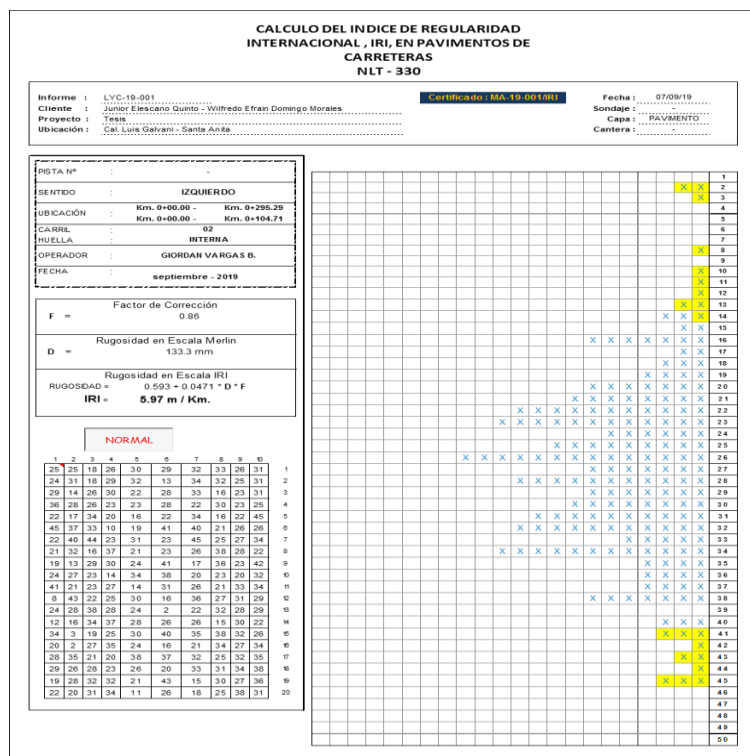 CALCULO DEL INDICE DE REGULARIDAD
INTERNACIONAL , IRI, EN PAVIMENTOS DE
CARRETERAS
NLT - 330
Informe : LYC-19-001
Cliente : Junior Elescano Quinto - Wilfredo Efrain Domingo Morales
Proyecto : Tesis
Ubicación : Cal. Luis Galvani - Santa Anita
Certificado : MA-19-001/IRI
Fecha : 07/09/19
Sondaje : -
Capa : PAVIMENTO
Cantera : -
PISTA Nº : -
SENTIDO : IZQUIERDO
UBICACIÓN : Km. 0+00.00 - Km. 0+295.29
Km. 0+00.00 - Km. 0+104.71
CARRIL : 02
HUELLA : INTERNA
OPERADOR : GIORDAN VARGAS B.
FECHA : septiembre - 2019
Factor de Corrección
F = 0.86
Rugosidad en Escala Merlin
D = 133.3 mm
Rugosidad en Escala IRI
RUGOSIDAD = 0.593 + 0.0471 * D * F
IRI = 5.97 m / Km.
NORMAL
1 2 3 4 5 6 7 8 9 10
25 25 18 26 30 29 32 33 26 31 1
24 31 18 29 32 13 34 32 25 31 2
29 14 26 30 22 28 33 16 23 31 3
36 28 26 23 23 28 22 30 23 25 4
22 17 34 20 16 22 34 16 22 45 5
45 37 33 10 19 41 40 21 26 26 6
22 40 44 23 31 23 45 25 27 34 7
21 32 16 37 21 23 26 38 28 22 8
19 13 29 30 24 41 17 36 23 42 9
24 27 23 14 34 38 20 23 20 32 10
41 21 23 27 14 31 26 21 33 34 11
8 43 22 25 30 16 36 27 31 29 12
24 28 38 28 24 2 22 32 28 29 13
12 16 34 37 28 26 26 15 30 22 14
34 3 19 25 30 40 35 38 32 26 15
20 2 27 35 24 16 21 34 27 34 16
28 35 21 20 38 37 32 25 32 35 17
29 26 28 23 26 20 33 31 34 38 18
19 28 32 32 21 43 15 30 27 36 19
22 20 31 34 11 26 18 25 38 31 20
1
X X 2
X 3
4
5
6
7
X 8
9
X 10
X 11
X 12
X X 13
X X X 14
X X 15
X X X X X X X 16
X X 17
X X X 18
X X X X 19
X X X X X X X 20
X X X X X X X X 21
X X X X X X X X X X X 22
X X X X X X X X X X X X 23
X X X X X X 24
X X X X X X X X X 25
X X X X X X X X X X X X X X 26
X X X X X X X 27
X X X X X X X X X X X 28
X X X X X X X 29
X X X X X X X X 30
X X X X X X X X X 31
X X X X X X X X X X X 32
X X X X X 33
X X X X X X X X X X X X 34
X X X X 35
X X X X 36
X X X X 37
X X X X X X X 38
39
X X X 40
X X X 41
X 42
X X 43
X 44
X X X 45
46
47
48
49
50